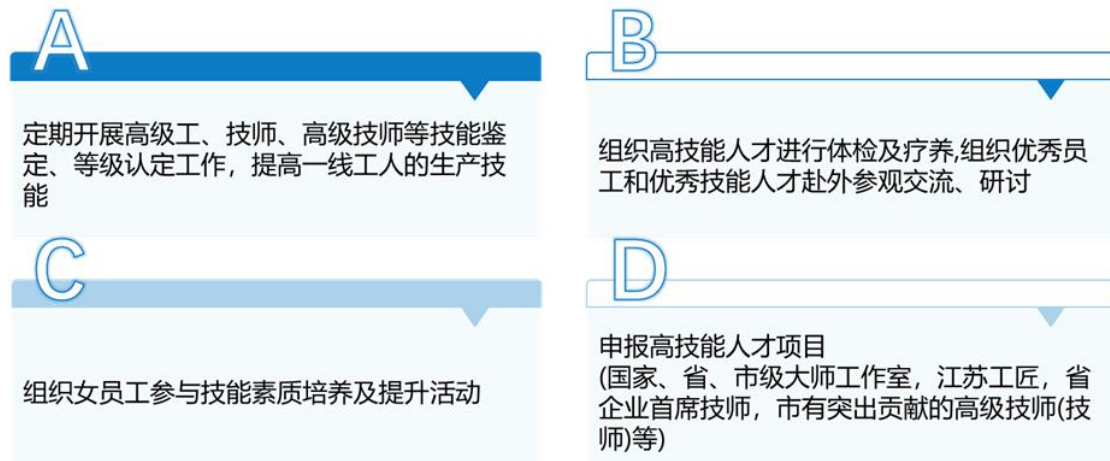 A
定期开展高级工、技师、高级技师等技能鉴
定、等级认定工作，提高一线工人的生产技
能
B
组织高技能人才进行体检及疗养,组织优秀员
工和优秀技能人才赴外参观交流、研讨
C
组织女员工参与技能素质培养及提升活动
D
申报高技能人才项目
(国家、省、市级大师工作室，江苏工匠，省
企业首席技师，市有突出贡献的高级技师(技
师)等)